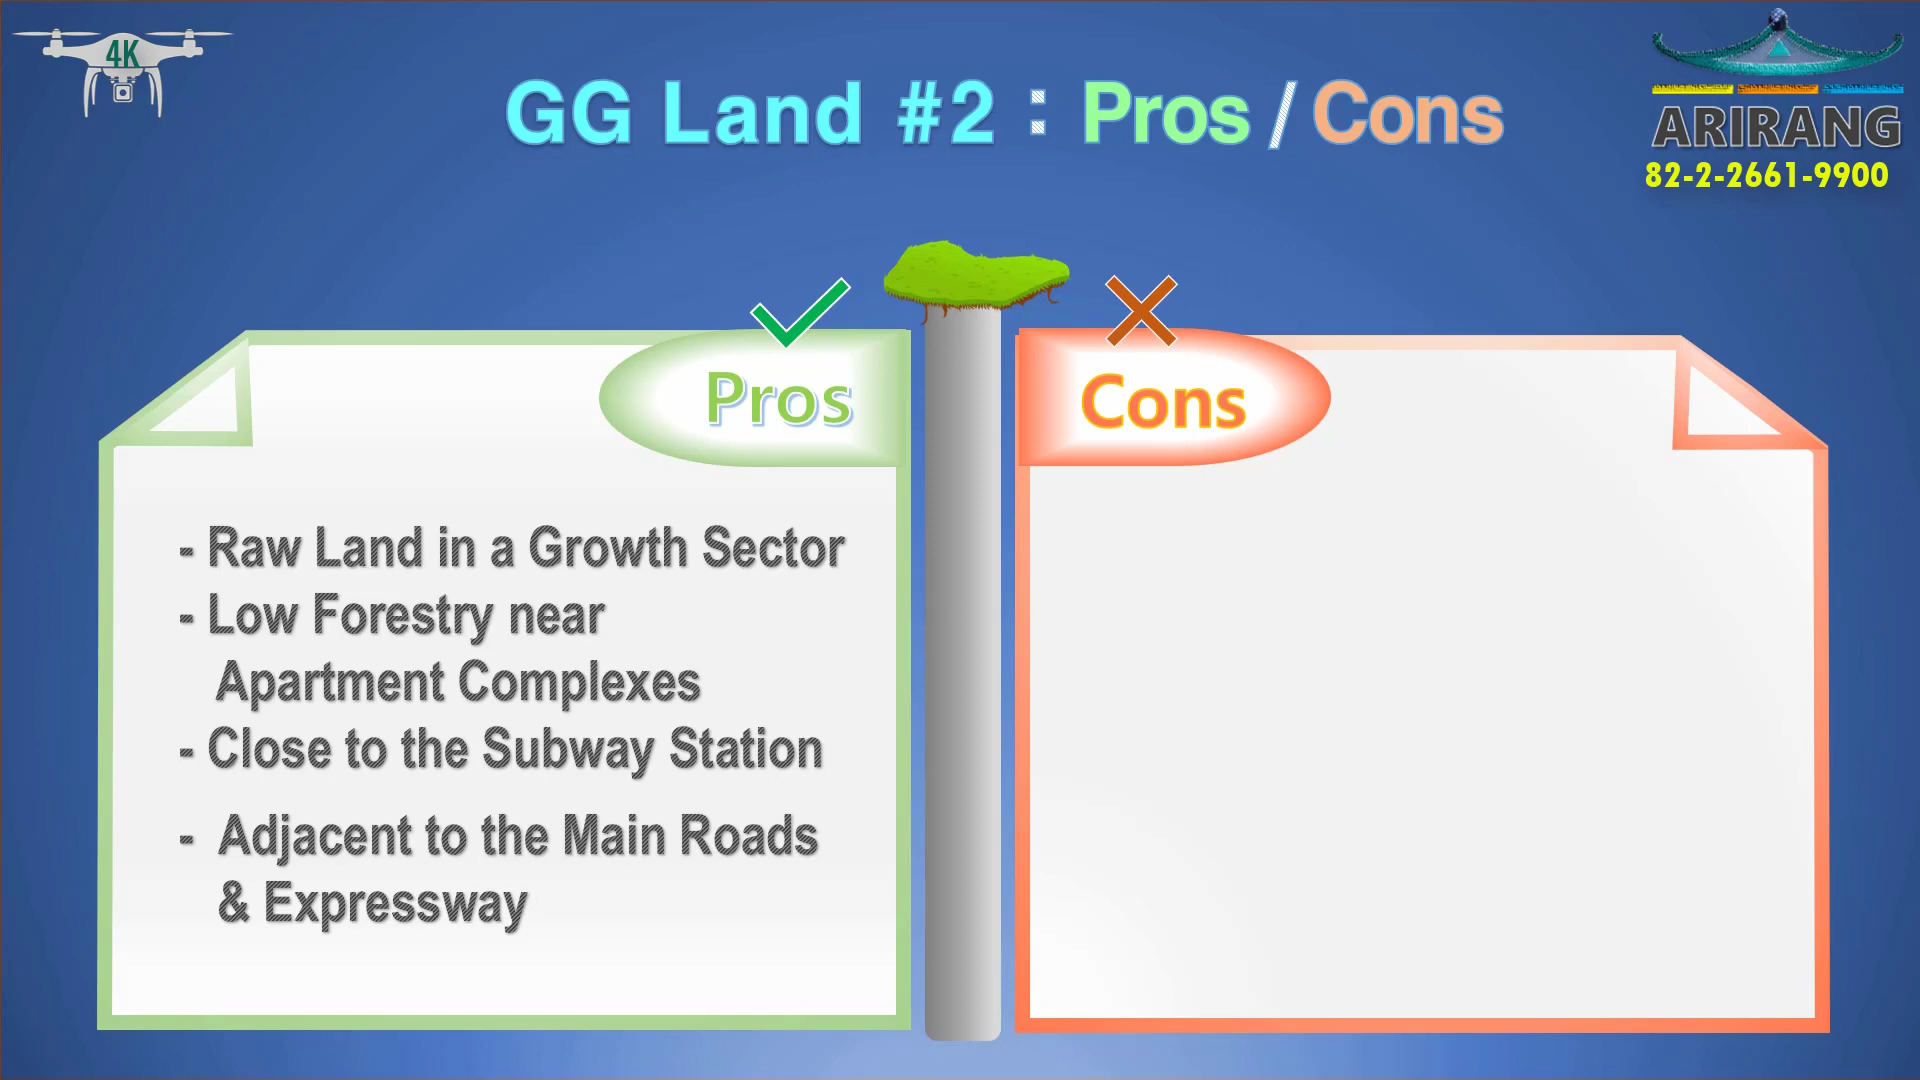 4K
GG Land #2 : Pros / Cons
ARIRANG
82-2-2661-9900
Pros
- Raw Land in a Growth Sector
- Low Forestry near
Apartment Complexes
- Close to the Subway Station
- Adjacent to the Main Roads
& Expressway
Cons